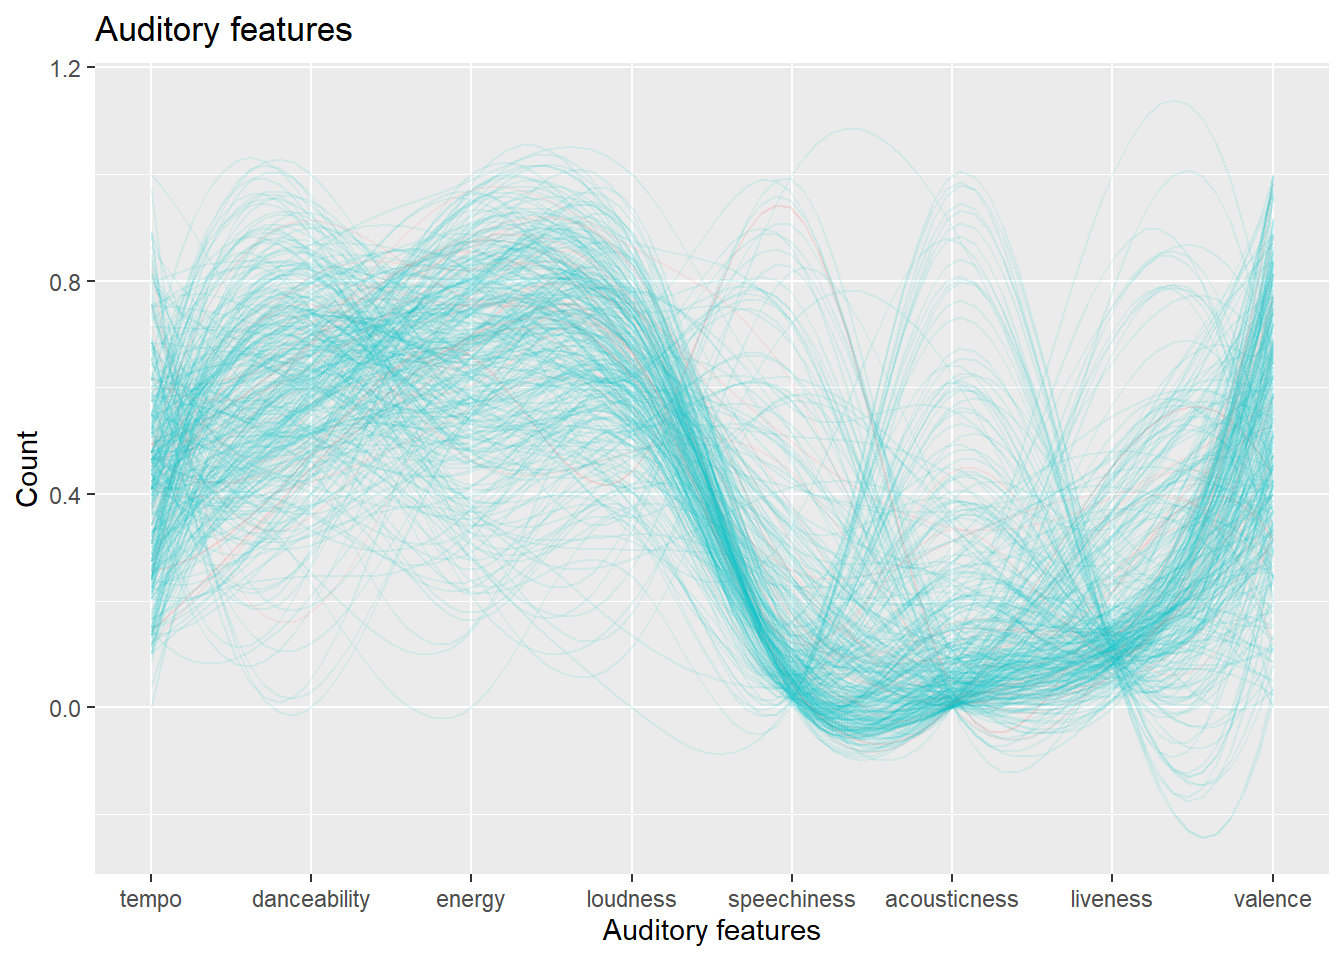 Auditory features
1.2
0.8
0.4
0.0
Count
tempo danceability energy loudness speechiness acousticness liveness valence
Auditory features